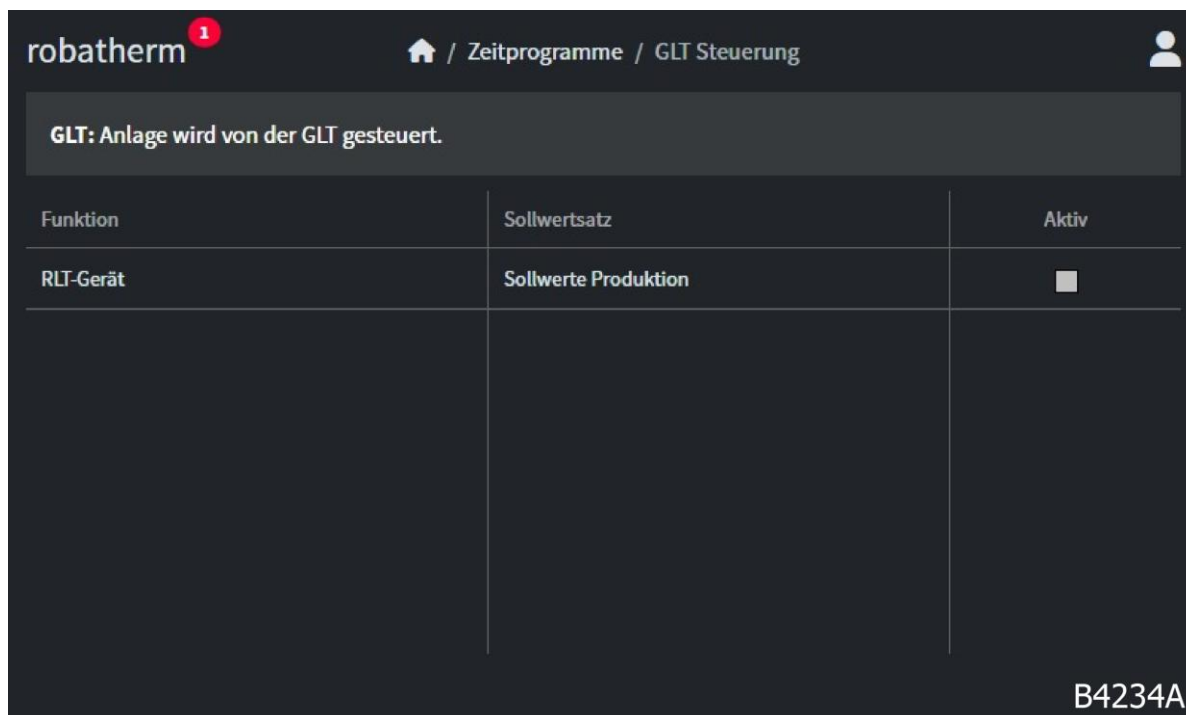 robatherm 1
/ Zeitprogramme / GLT Steuerung
GLT: Anlage wird von der GLT gesteuert.
Funktion Sollwertsatz Aktiv
RLT-Gerät Sollwerte Produktion
B4234A